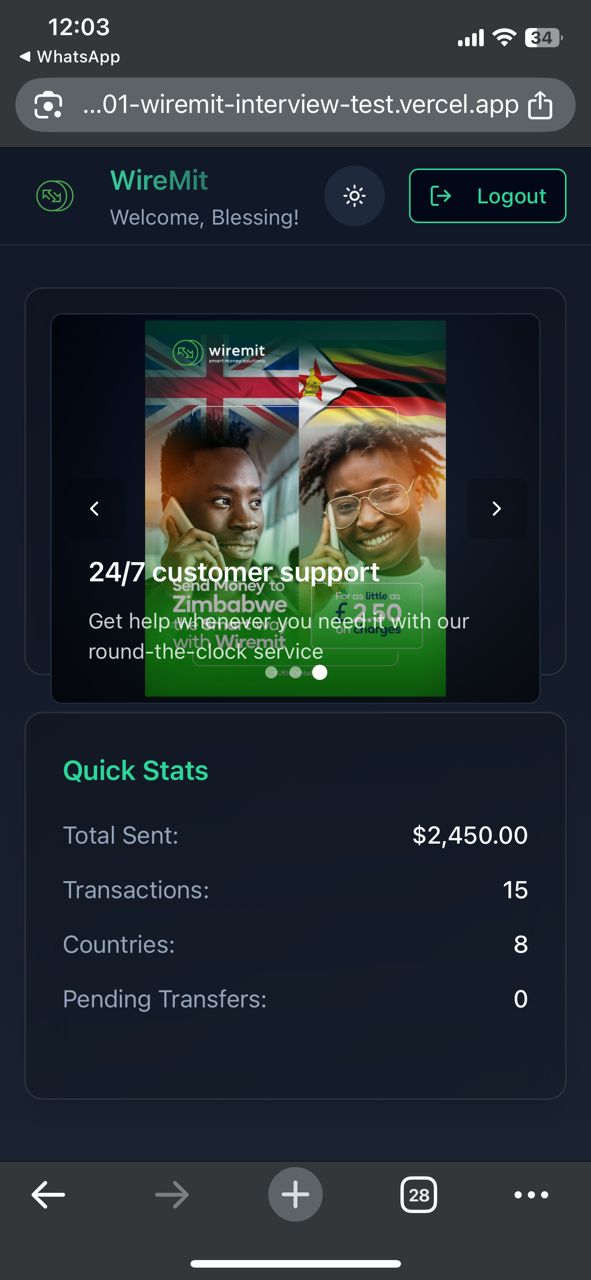 12:03
34
WhatsApp
...01-wiremit-interview-test.vercel.app
WireMit
Welcome, Blessing!
Logout
wiremit
smart money solutions
24/7 customer support
Send Money to
Zimbabwe
the Smart way
with Wiremit
For as little as
£ 2.50
on charges
Get help whenever you need it with our
round-the-clock service
Quick Stats
Total Sent: $2,450.00
Transactions: 15
Countries: 8
Pending Transfers: 0
28